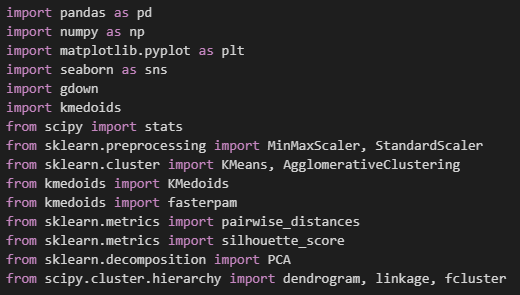 import pandas as pd
import numpy as np
import matplotlib.pyplot as plt
import seaborn as sns
import gdown
import kmedoids
from scipy import stats
from sklearn.preprocessing import MinMaxScaler, StandardScaler
from sklearn.cluster import KMeans, AgglomerativeClustering
from kmedoids import KMedoids
from kmedoids import fasterpam
from sklearn.metrics import pairwise_distances
from sklearn.metrics import silhouette_score
from sklearn.decomposition import PCA
from scipy.cluster.hierarchy import dendrogram, linkage, fcluster